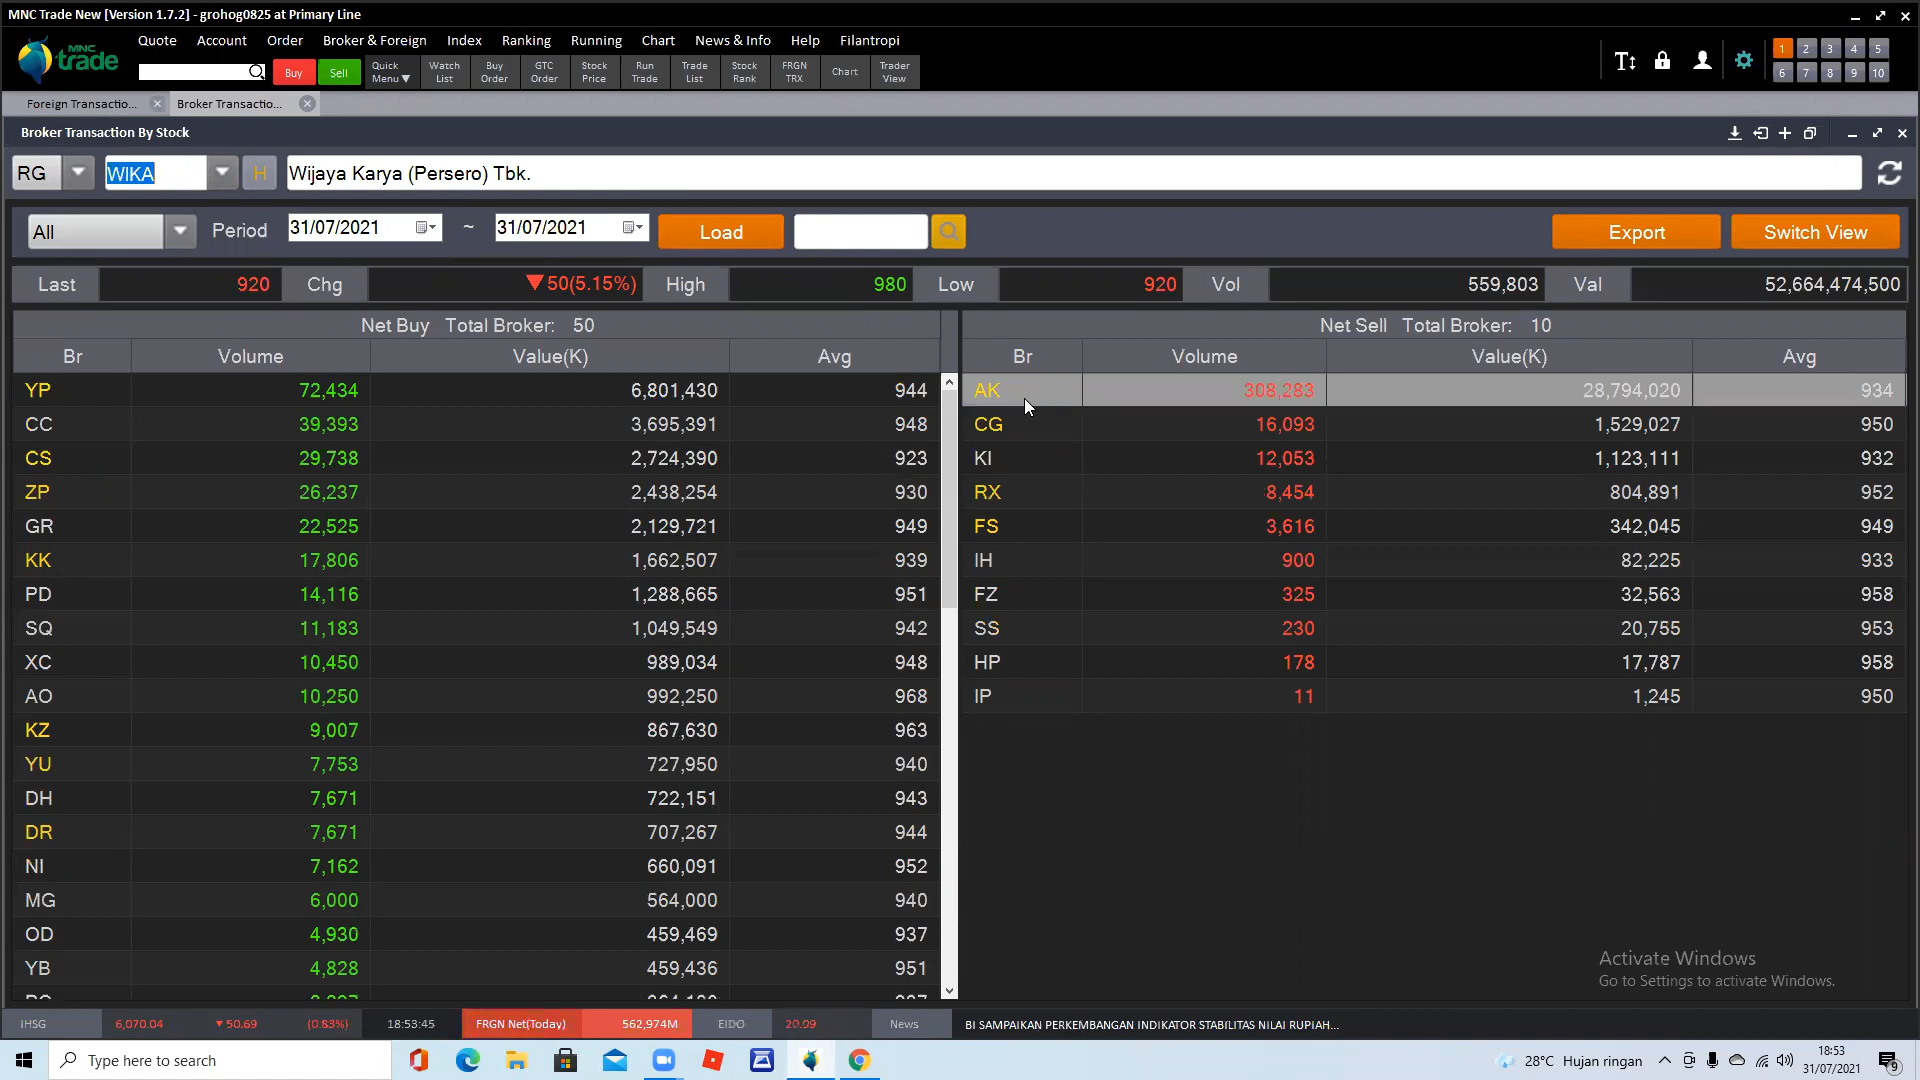 MNC Trade New [Version 1.7.2] - grohog0825 at Primary Line
MNC trade
Quote Account Order Broker & Foreign Index Ranking Running Chart News & Info Help Filantropi
Buy Sell Quick Menu ▼ Watch List Buy Order GTC Order Stock Price Run Trade Trade List Stock Rank FRGN TRX Chart Trader View
1 2 3 4 5
6 7 8 9 10
Foreign Transactio... Broker Transactio...
Broker Transaction By Stock
RG WIKA H Wijaya Karya (Persero) Tbk.
All Period 31/07/2021 ~ 31/07/2021 Load Export Switch View
Last 920 Chg ▼50(5.15%) High 980 Low 920 Vol 559,803 Val 52,664,474,500
Net Buy Total Broker: 50
Br Volume Value(K) Avg
YP 72,434 6,801,430 944
CC 39,393 3,695,391 948
CS 29,738 2,724,390 923
ZP 26,237 2,438,254 930
GR 22,525 2,129,721 949
KK 17,806 1,662,507 939
PD 14,116 1,288,665 951
SQ 11,183 1,049,549 942
XC 10,450 989,034 948
AO 10,250 992,250 968
KZ 9,007 867,630 963
YU 7,753 727,950 940
DH 7,671 722,151 943
DR 7,671 707,267 944
NI 7,162 660,091 952
MG 6,000 564,000 940
OD 4,930 459,469 937
YB 4,828 459,436 951
Net Sell Total Broker: 10
Br Volume Value(K) Avg
AK 308,283 28,794,020 934
CG 16,093 1,529,027 950
KI 12,053 1,123,111 932
RX 8,454 804,891 952
FS 3,616 342,045 949
IH 900 82,225 933
FZ 325 32,563 958
SS 230 20,755 953
HP 178 17,787 958
IP 11 1,245 950
Activate Windows
Go to Settings to activate Windows.
IHSG 6,070.04 ▼50.69 (0.83%) 18:53:45 FRGN Net(Today) 562,974M EIDO 20.09 News BI SAMPAIKAN PERKEMBANGAN INDIKATOR STABILITAS NILAI RUPIAH...
Type here to search
28°C Hujan ringan
18:53
31/07/2021
9